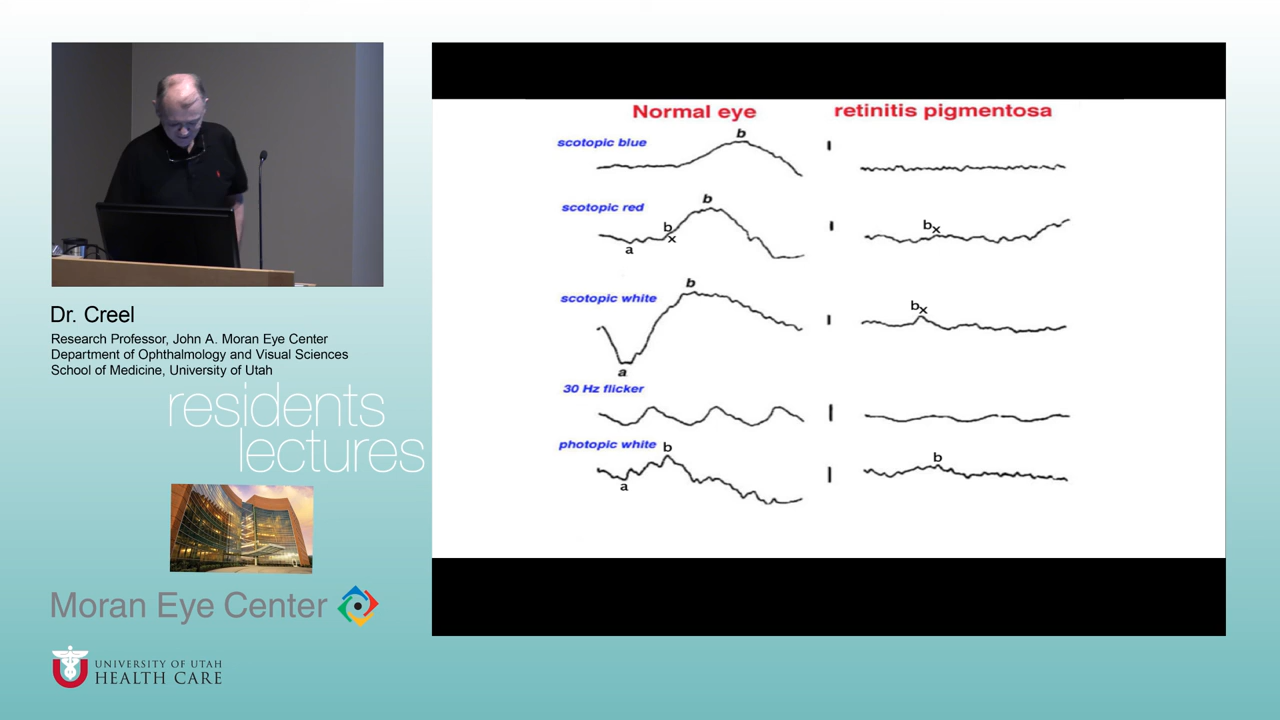 Normal eye
retinitis pigmentosa
scotopic blue
b
scotopic red
b
b
x
a
bx
scotopic white
b
a
bx
30 Hz flicker
photopic white
b
a
b
Dr. Creel
Research Professor, John A. Moran Eye Center
Department of Ophthalmology and Visual Sciences
School of Medicine, University of Utah
residents
lectures
Moran Eye Center
UNIVERSITY OF UTAH
HEALTH CARE